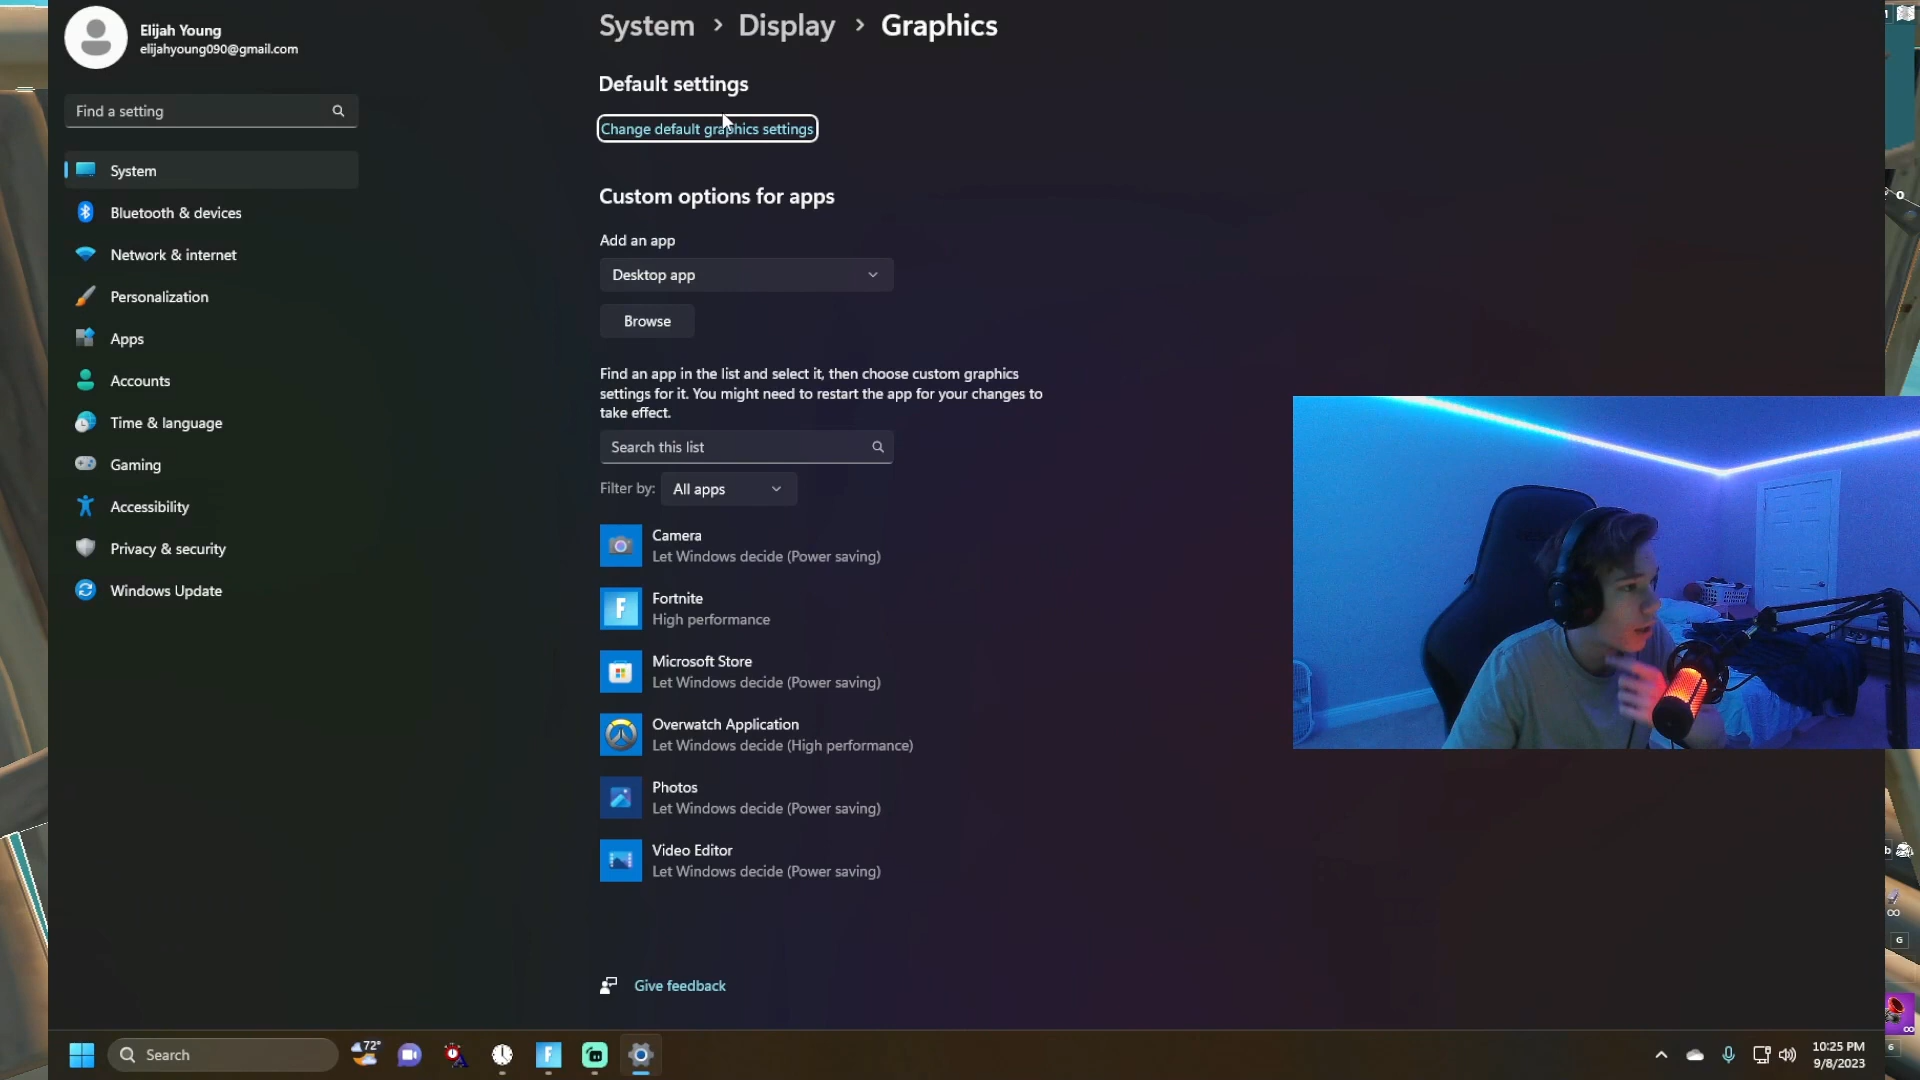 Elijah Young
elijahyoung090@gmail.com
Find a setting
System
Bluetooth & devices
Network & internet
Personalization
Apps
Accounts
Time & language
Gaming
Accessibility
Privacy & security
Windows Update
System > Display > Graphics
Default settings
Change default graphics settings
Custom options for apps
Add an app
Desktop app
Browse
Find an app in the list and select it, then choose custom graphics
settings for it. You might need to restart the app for your changes to
take effect.
Search this list
Filter by: All apps
Camera
Let Windows decide (Power saving)
Fortnite
High performance
Microsoft Store
Let Windows decide (Power saving)
Overwatch Application
Let Windows decide (High performance)
Photos
Let Windows decide (Power saving)
Video Editor
Let Windows decide (Power saving)
Give feedback
Search
72°
10:25 PM
9/8/2023